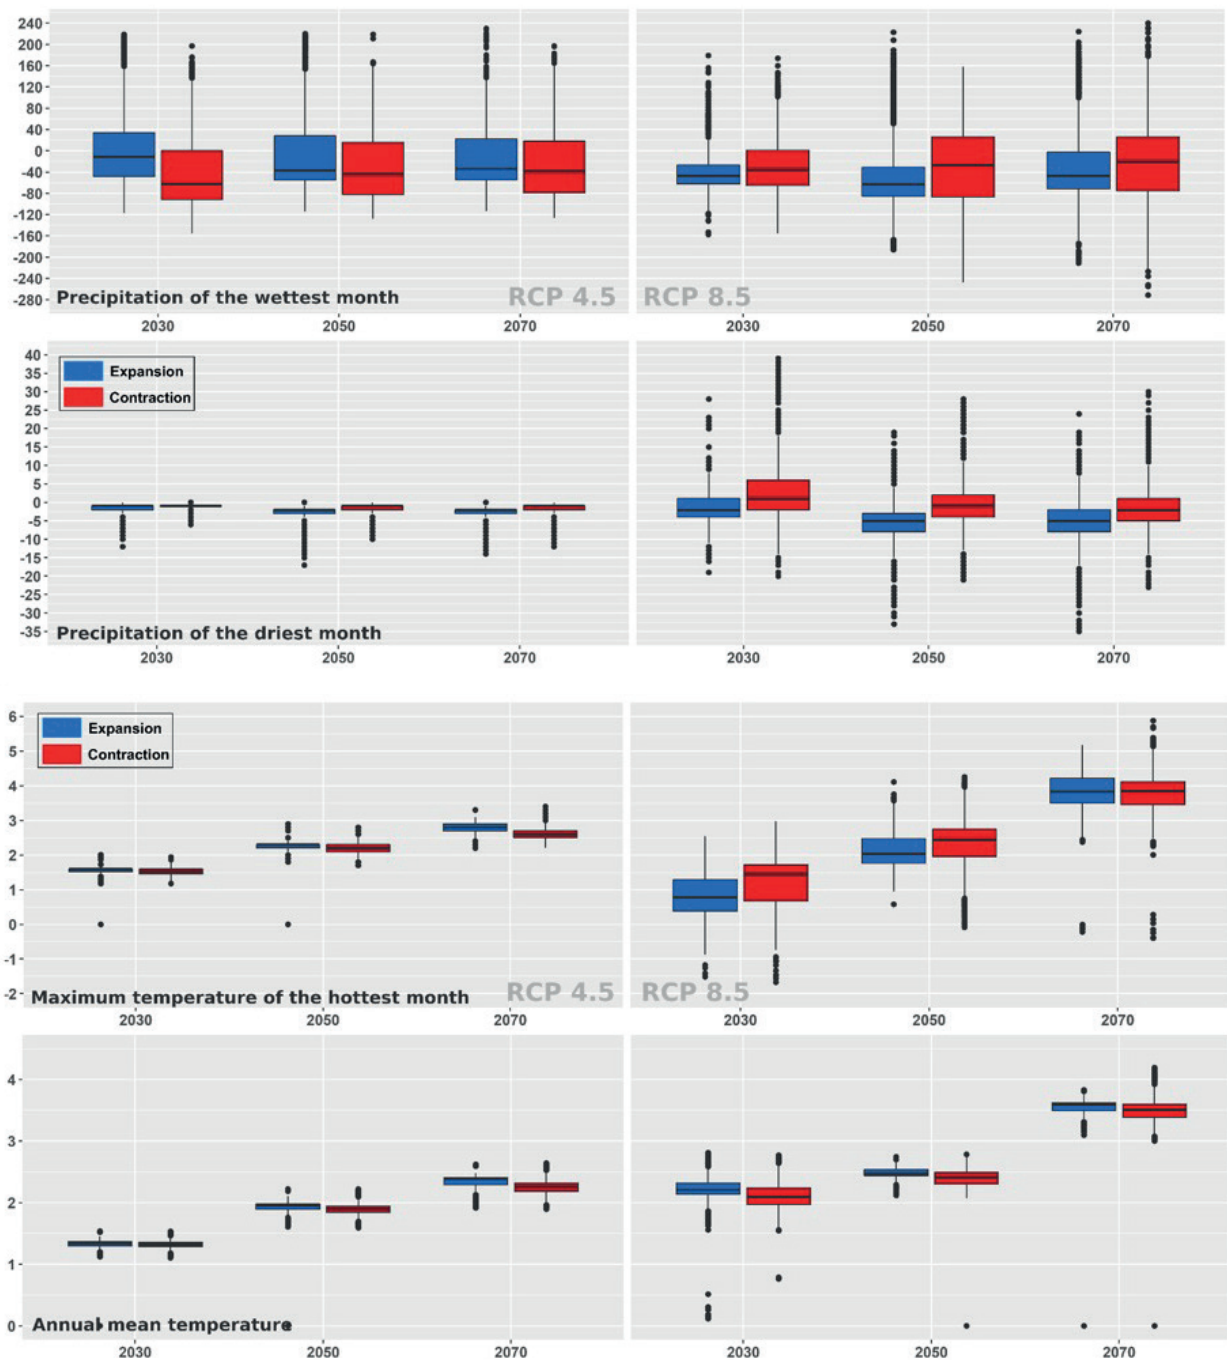 240
200
160
120
80
40
0
-40
-80
-120
-160
-200
-240
-280
Precipitation of the wettest month
RCP 4.5
RCP 8.5
2030 2050 2070 2030 2050 2070
40
35
30
25
20
15
10
5
0
-5
-10
-15
-20
-25
-30
-35
Expansion
Contraction
Precipitation of the driest month
2030 2050 2070 2030 2050 2070
6
5
4
3
2
1
0
-1
-2
Expansion
Contraction
Maximum temperature of the hottest month
RCP 4.5
RCP 8.5
2030 2050 2070 2030 2050 2070
4
3
2
1
0
Annual mean temperature
2030 2050 2070 2030 2050 2070